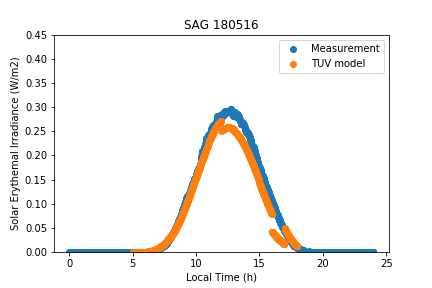 SAG 180516
Solar Erythemal Irradiance (W/m2)
0.45
0.40
0.35
0.30
0.25
0.20
0.15
0.10
0.05
0.00
Measurement
TUV model
0 5 10 15 20 25
Local Time (h)